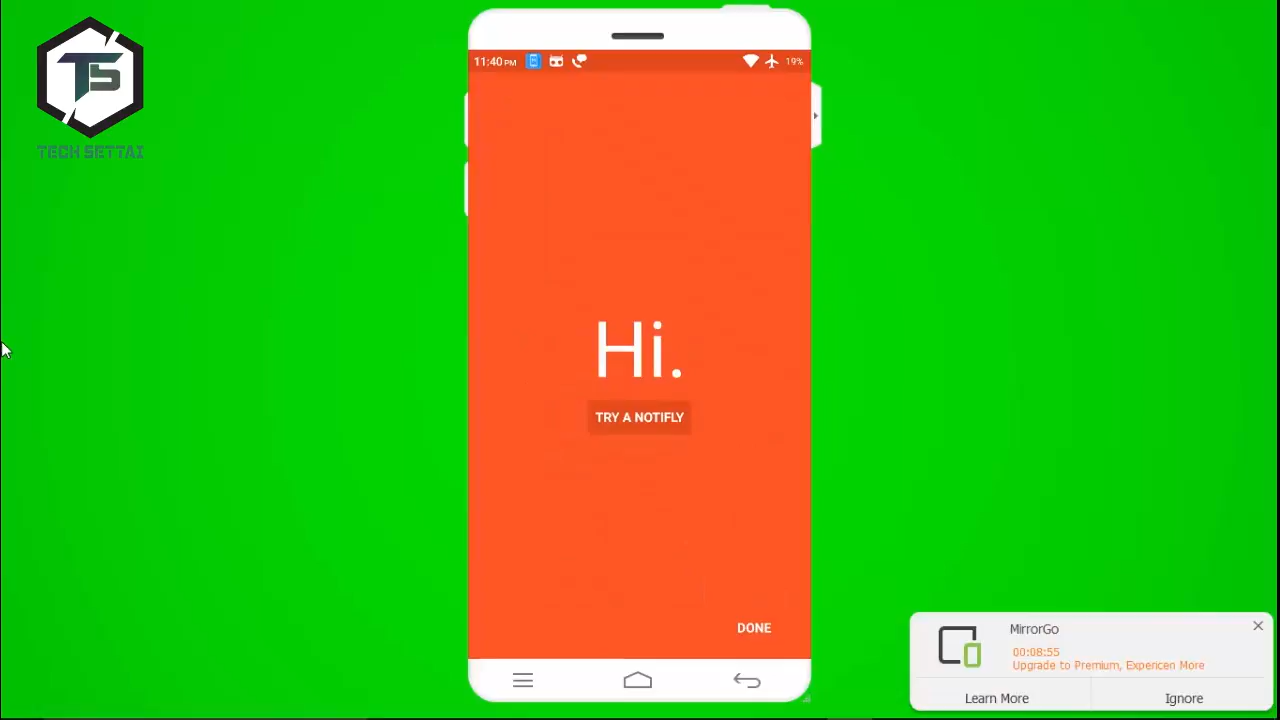 TS
TECH SETTAI
11:40 PM
19%
Hi.
TRY A NOTIFLY
DONE
MirrorGo
00:08:55
Upgrade to Premium, Expericen More
Learn More
Ignore